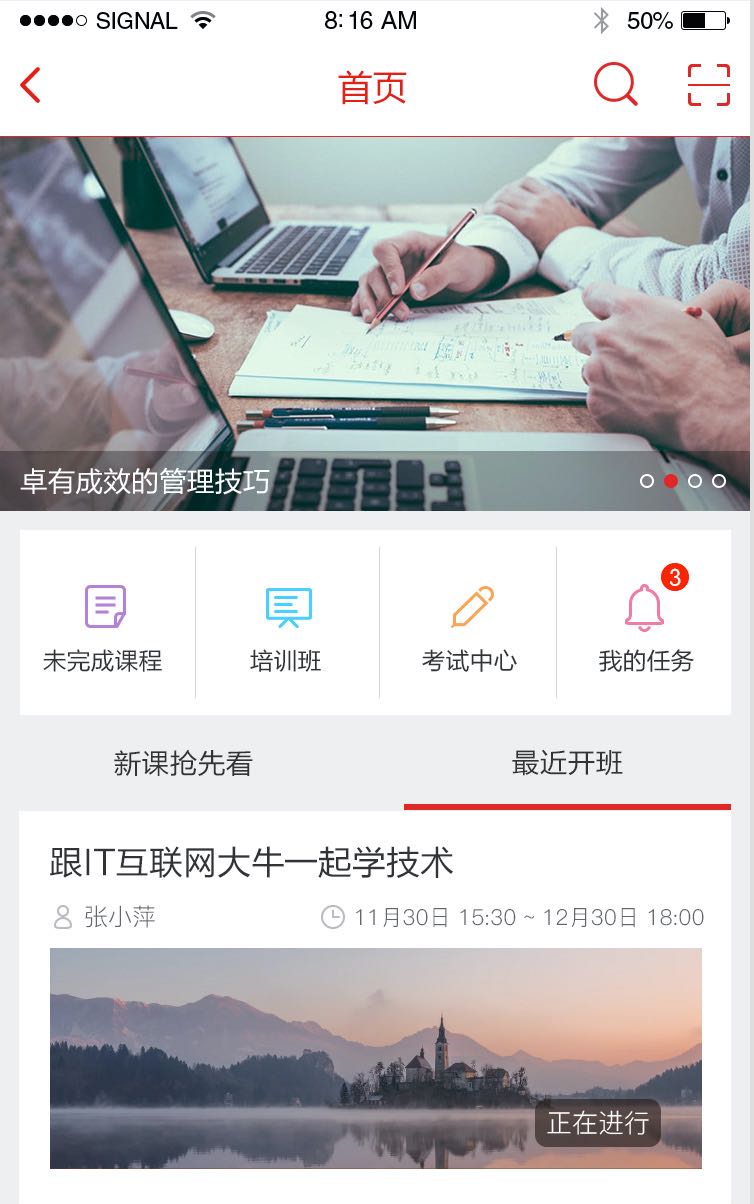 SIGNAL 8:16 AM 50%
首页
卓有成效的管理技巧
3
未完成课程 培训班 考试中心 我的任务
新课抢先看 最近开班
跟IT互联网大牛一起学技术
张小萍 11月30日 15:30 ~ 12月30日 18:00
正在进行